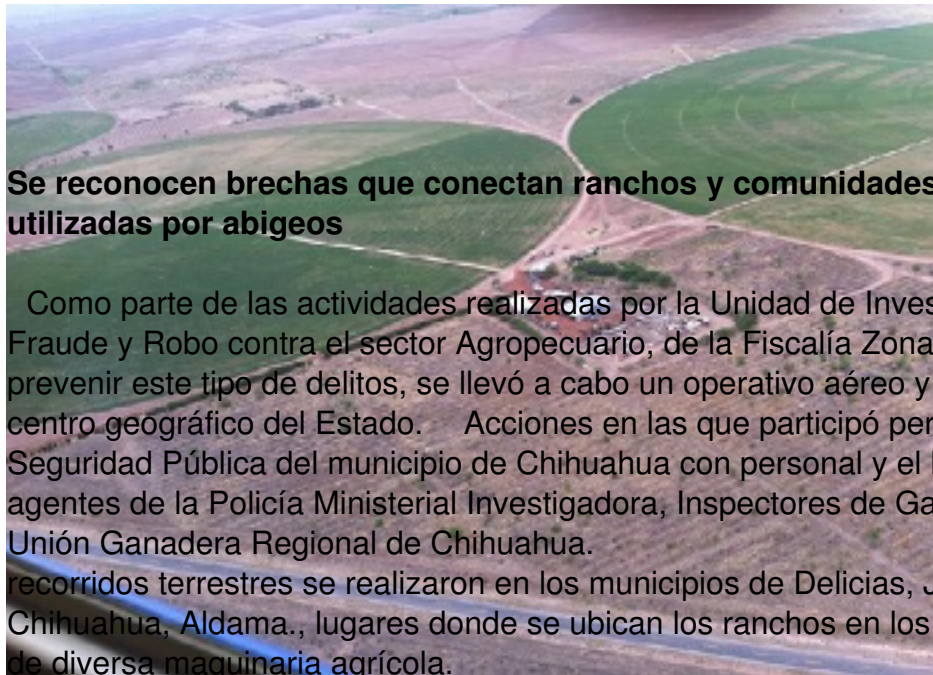 Se reconocen brechas que conectan ranchos y comunidades
utilizadas por abigeos
Como parte de las actividades realizadas por la Unidad de Inves
Fraude y Robo contra el sector Agropecuario, de la Fiscalía Zona
prevenir este tipo de delitos, se llevó a cabo un operativo aéreo y
centro geográfico del Estado. Acciones en las que participó per
Seguridad Pública del municipio de Chihuahua con personal y el
agentes de la Policía Ministerial Investigadora, Inspectores de Ga
Unión Ganadera Regional de Chihuahua.
recorridos terrestres se realizaron en los municipios de Delicias, J
Chihuahua, Aldama., lugares donde se ubican los ranchos en los
de diversa maquinaria agrícola.